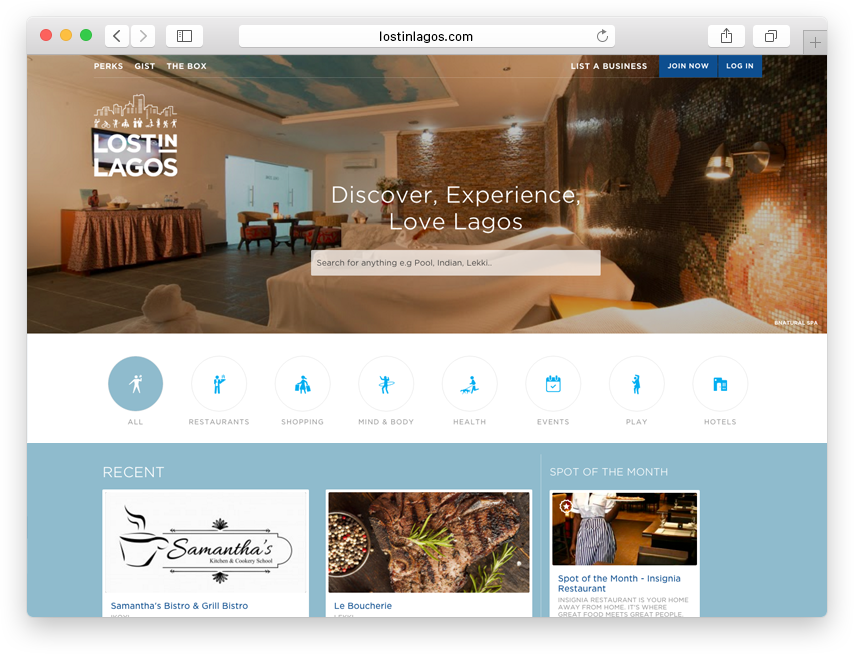 lostinlagos.com
PERKS GIST THE BOX LIST A BUSINESS JOIN NOW LOG IN
LOST IN
LAGOS
Discover, Experience,
Love Lagos
Search for anything e.g Pool, Indian, Lekki..
BNATURAL SPA
ALL RESTAURANTS SHOPPING MIND & BODY HEALTH EVENTS PLAY HOTELS
RECENT
Samantha's
Kitchen & Cookery School
Samantha's Bistro & Grill Bistro
Le Boucherie
SPOT OF THE MONTH
Spot of the Month - Insignia
Restaurant
INSIGNIA RESTAURANT IS YOUR HOME
AWAY FROM HOME, IT'S WHERE
GREAT FOOD MEETS GREAT PEOPLE.